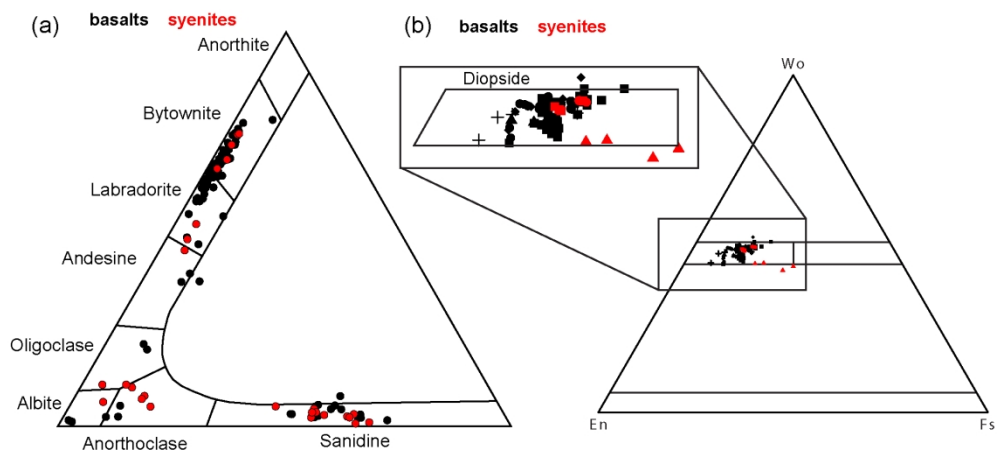 (a) basalts syenites
Anorthite
Bytownite
Labradorite
Andesine
Oligoclase
Albite
Anorthoclase Sanidine
(b) basalts syenites
Wo
Diopside
En Fs